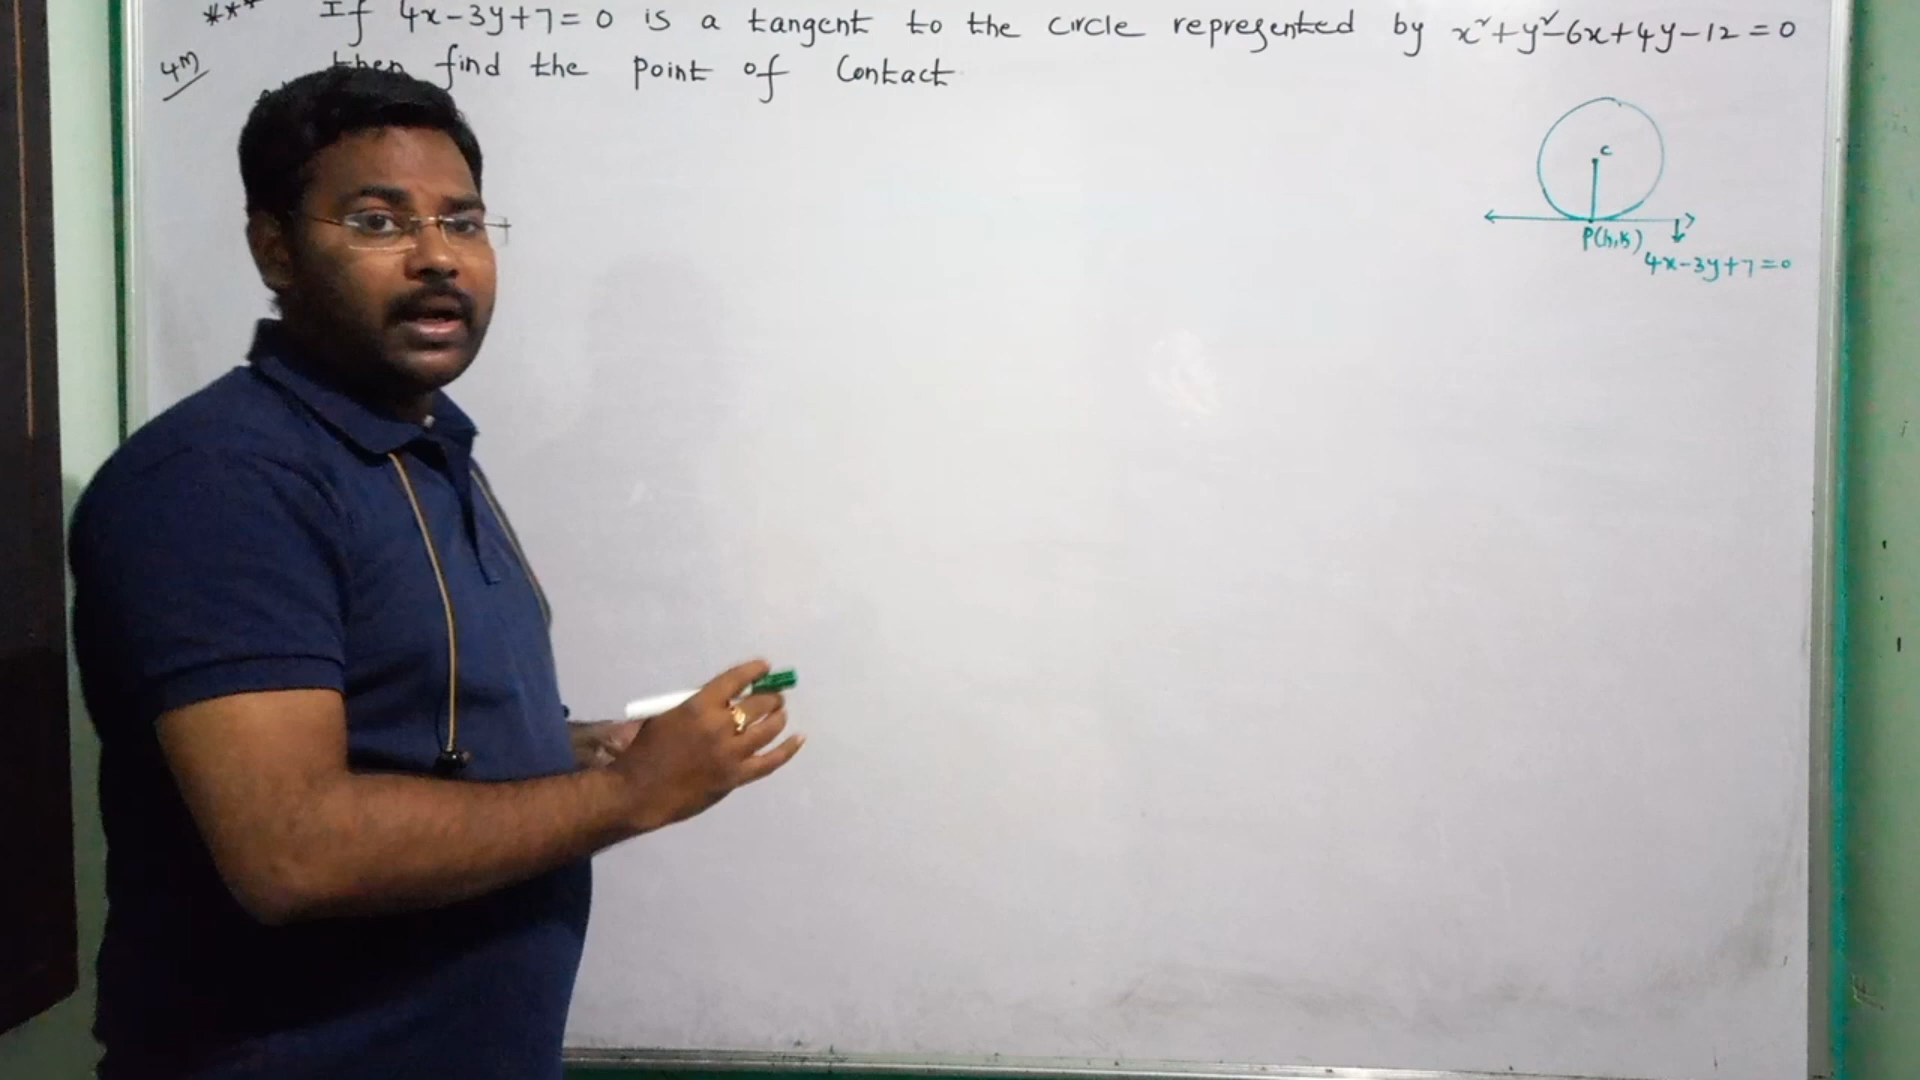 *** If 4x-3y+7=0 is a tangent to the circle represented by x²+y²-6x+4y-12=0
4M then find the point of Contact
c
P(h,k)
4x-3y+7=0